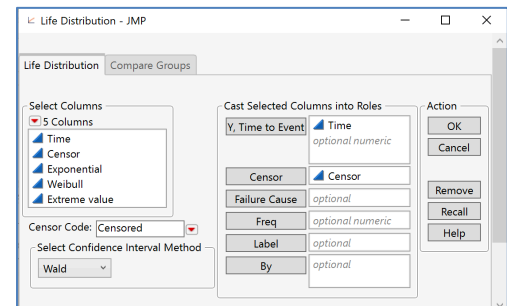 Life Distribution - JMP
Life Distribution Compare Groups
Select Columns
5 Columns
Time
Censor
Exponential
Weibull
Extreme value
Censor Code: Censored
Select Confidence Interval Method
Wald
Cast Selected Columns into Roles
Y, Time to Event Time
optional numeric
Censor Censor
Failure Cause optional
Freq optional numeric
Label optional
By optional
Action
OK
Cancel
Remove
Recall
Help